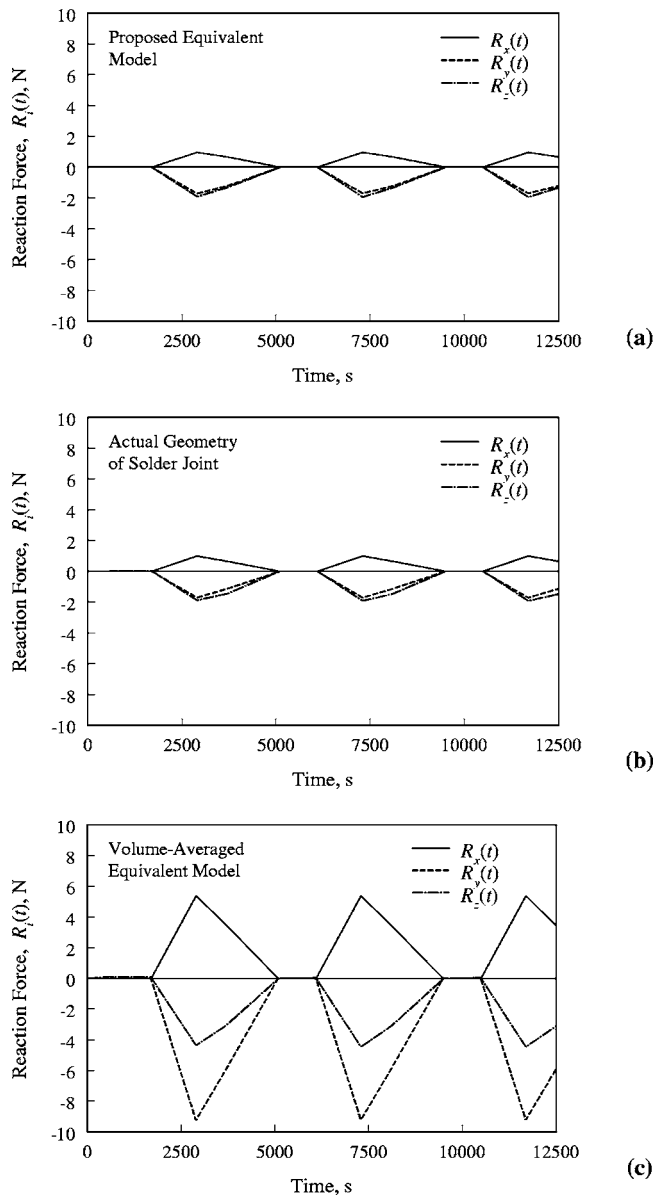 Proposed Equivalent
Model
R_x(t)
R_y(t)
R_z(t)
Reaction Force, R_i(t), N
10
8
6
4
2
0
-2
-4
-6
-8
-10
0 2500 5000 7500 10000 12500
Time, s
(a)
Actual Geometry
of Solder Joint
R_x(t)
R_y(t)
R_z(t)
Reaction Force, R_i(t), N
10
8
6
4
2
0
-2
-4
-6
-8
-10
0 2500 5000 7500 10000 12500
Time, s
(b)
Volume-Averaged
Equivalent Model
R_x(t)
R_y(t)
R_z(t)
Reaction Force, R_i(t), N
10
8
6
4
2
0
-2
-4
-6
-8
-10
0 2500 5000 7500 10000 12500
Time, s
(c)